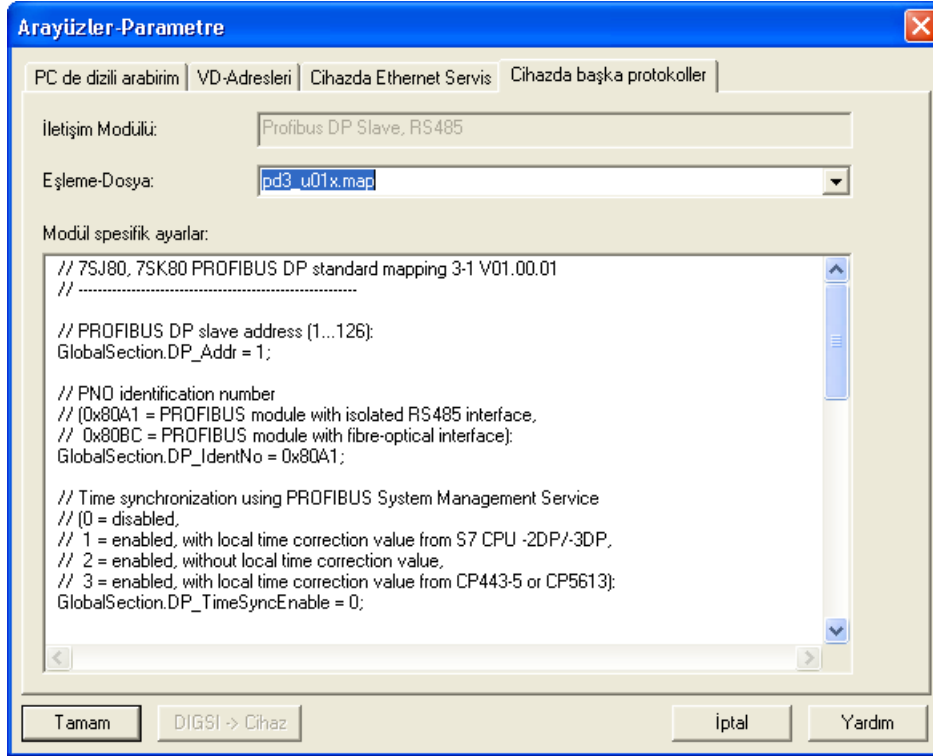 Arayüzler-Parametre
PC de dizili arabirim VD-Adresleri Cihazda Ethernet Servis Cihazda başka protokoller
İletişim Modülü: Profibus DP Slave, RS485
Eşleme-Dosya: pd3_u01x.map
Modül spesifik ayarlar:
// 7SJ80, 7SK80 PROFIBUS DP standard mapping 3-1 V01.00.01
// ----------------------------------------------------------
// PROFIBUS DP slave address (1...126):
GlobalSection.DP_Addr = 1;
// PNO identification number
// (0x80A1 = PROFIBUS module with isolated RS485 interface,
//  0x80BC = PROFIBUS module with fibre-optical interface):
GlobalSection.DP_IdentNo = 0x80A1;
// Time synchronization using PROFIBUS System Management Service
// (0 = disabled,
//  1 = enabled, with local time correction value from S7 CPU -2DP/-3DP,
//  2 = enabled, without local time correction value,
//  3 = enabled, with local time correction value from CP443-5 or CP5613):
GlobalSection.DP_TimeSyncEnable = 0;
Tamam DIGSI -> Cihaz İptal Yardım